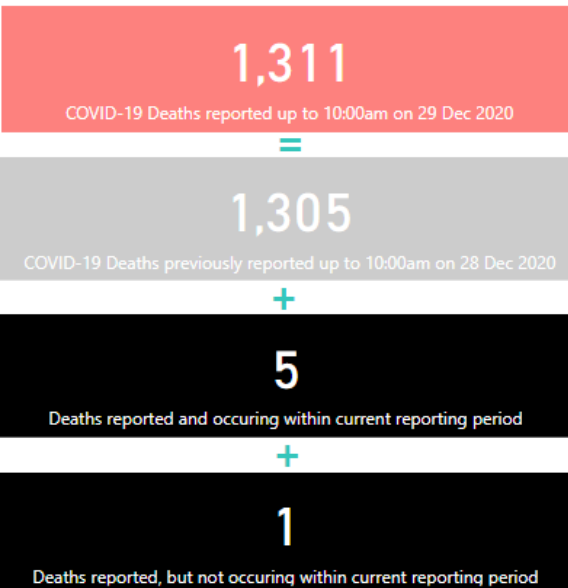 1,311
COVID-19 Deaths reported up to 10:00am on 29 Dec 2020
=
1,305
COVID-19 Deaths previously reported up to 10:00am on 28 Dec 2020
+
5
Deaths reported and occuring within current reporting period
+
1
Deaths reported, but not occuring within current reporting period